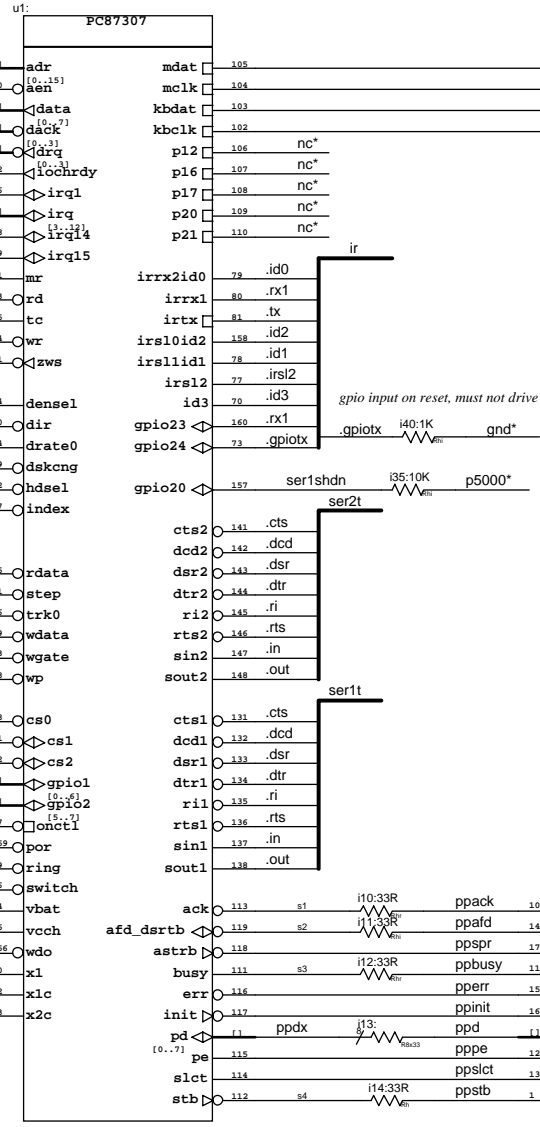 u1:
PC87307
adr mdat 105
[0..15]
aen mclk 104
data kbdat 103
[0..7]
dack kbclk 102
[0..3]
drq p12 106 nc*
[0..3]
iochrdy p16 107 nc*
irq1 p17 108 nc*
irq p20 109 nc*
[3..12]
irq14 p21 110 nc*
irq15 ir
mr irrx2id0 79 .id0
rd irrx1 80 .rx1
tc irtx 81 .tx
wr irsl0id2 158 .id2
zws irsl1id1 78 .id1
irsl2 77 .irsl2
densel id3 70 .id3 gpio input on reset, must not drive
dir gpio23 160 .rx1 i40:1K
drate0 gpio24 73 .gpiotx .gpiotx gnd*
Rhi
dskcng
hdsel gpio20 157 ser1shdn i35:10K p5000*
Rhi
index ser2t
cts2 141 .cts
dcd2 142 .dcd
rdata dsr2 143 .dsr
step dtr2 144 .dtr
trk0 ri2 145 .ri
wdata rts2 146 .rts
wgate sin2 147 .in
wp sout2 148 .out
ser1t
cs0 cts1 131 .cts
cs1 dcd1 132 .dcd
cs2 dsr1 133 .dsr
gpio1 dtr1 134 .dtr
[0..6]
gpio2 ri1 135 .ri
[5..7]
onctl rts1 136 .rts
por sin1 137 .in
ring sout1 138 .out
switch
vbat ack 113 s1 i10:33R ppack 10
Rhr
vcch afd_dsrtb 119 s2 i11:33R ppafd 14
Rhi
wdo astrb 118 ppspr 17
x1 busy 111 s3 i12:33R ppbusy 11
Rhr
x1c err 116 pperr 15
x2c init 117 ppinit 16
pd [] ppdx 8 i13: ppd []
[0..7] R8x33
pe 115 pppe 12
slct 114 ppslct 13
stb 112 s4 i14:33R ppstb 1
Rh